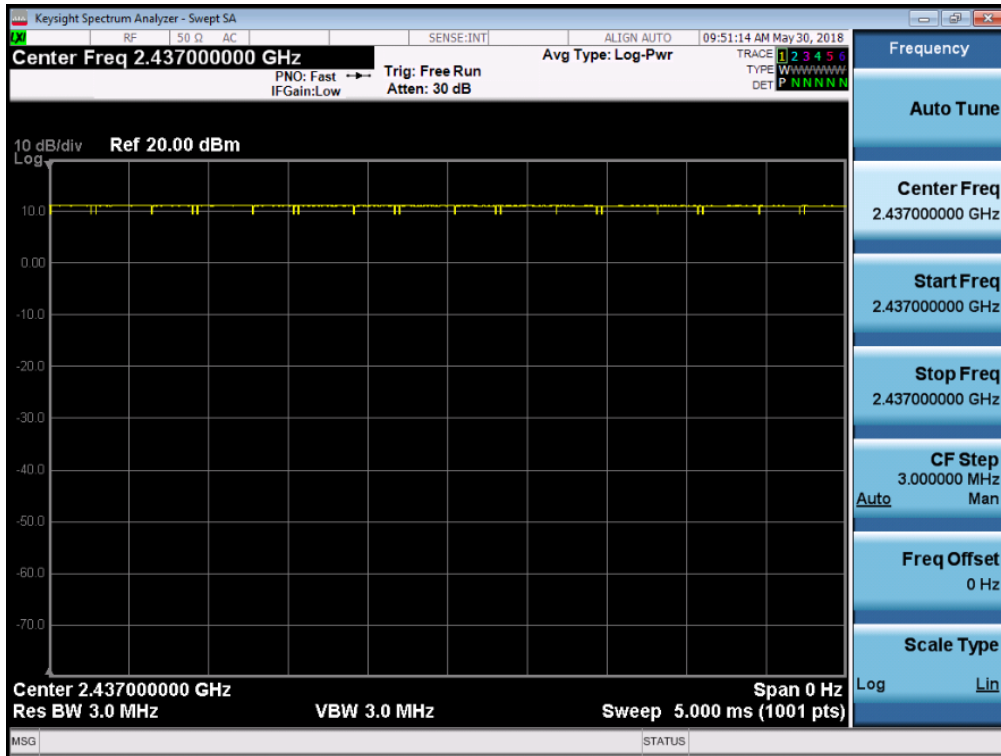 Keysight Spectrum Analyzer - Swept SA
LXI RF 50 Ω AC SENSE:INT ALIGN AUTO 09:51:14 AM May 30, 2018
Center Freq 2.437000000 GHz
PNO: Fast
IFGain:Low
Trig: Free Run
Atten: 30 dB
Avg Type: Log-Pwr
TRACE 1 2 3 4 5 6
TYPE WWWWWW
DET P N N N N N
10 dB/div Ref 20.00 dBm
Log
10.0
0.00
-10.0
-20.0
-30.0
-40.0
-50.0
-60.0
-70.0
Center 2.437000000 GHz Span 0 Hz
Res BW 3.0 MHz VBW 3.0 MHz Sweep 5.000 ms (1001 pts)
MSG STATUS
Frequency
Auto Tune
Center Freq
2.437000000 GHz
Start Freq
2.437000000 GHz
Stop Freq
2.437000000 GHz
CF Step
3.000000 MHz
Auto Man
Freq Offset
0 Hz
Scale Type
Log Lin